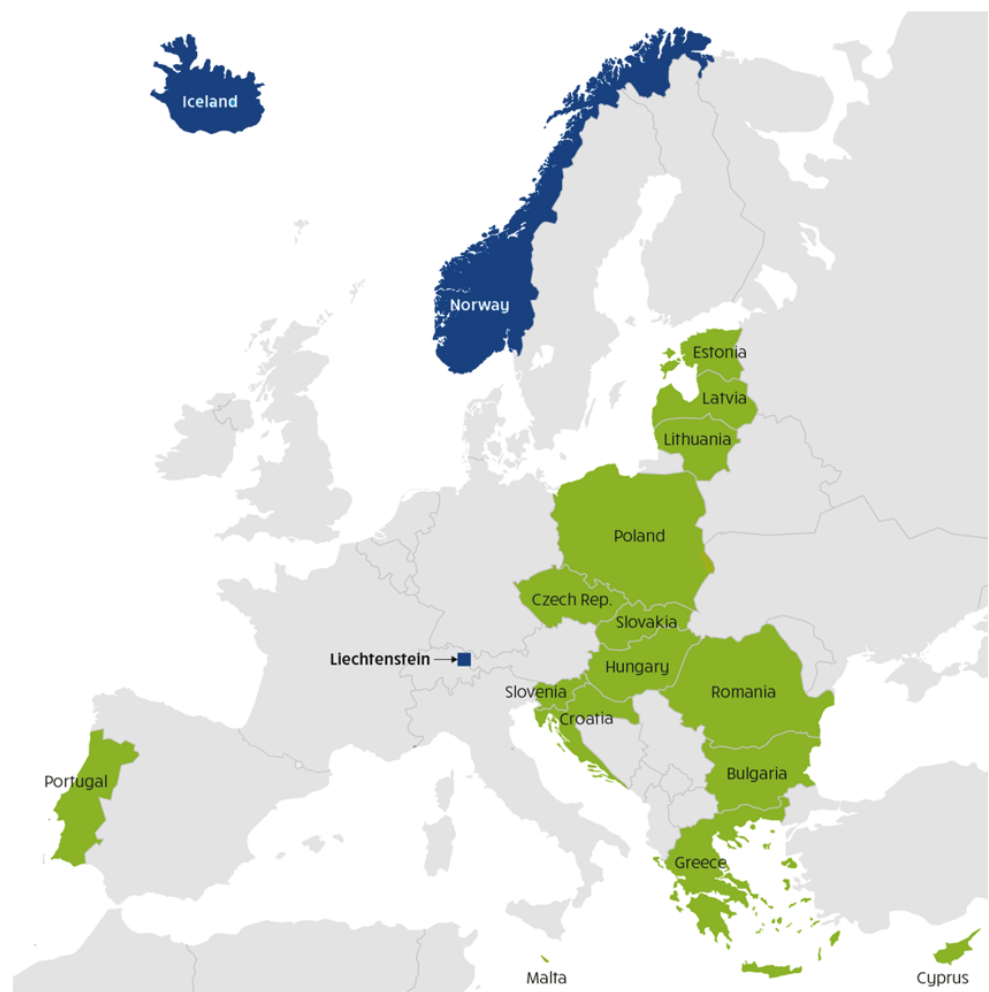 Iceland
Norway
Estonia
Latvia
Lithuania
Poland
Czech Rep.
Slovakia
Liechtenstein
Hungary
Slovenia
Romania
Croatia
Bulgaria
Portugal
Greece
Malta
Cyprus